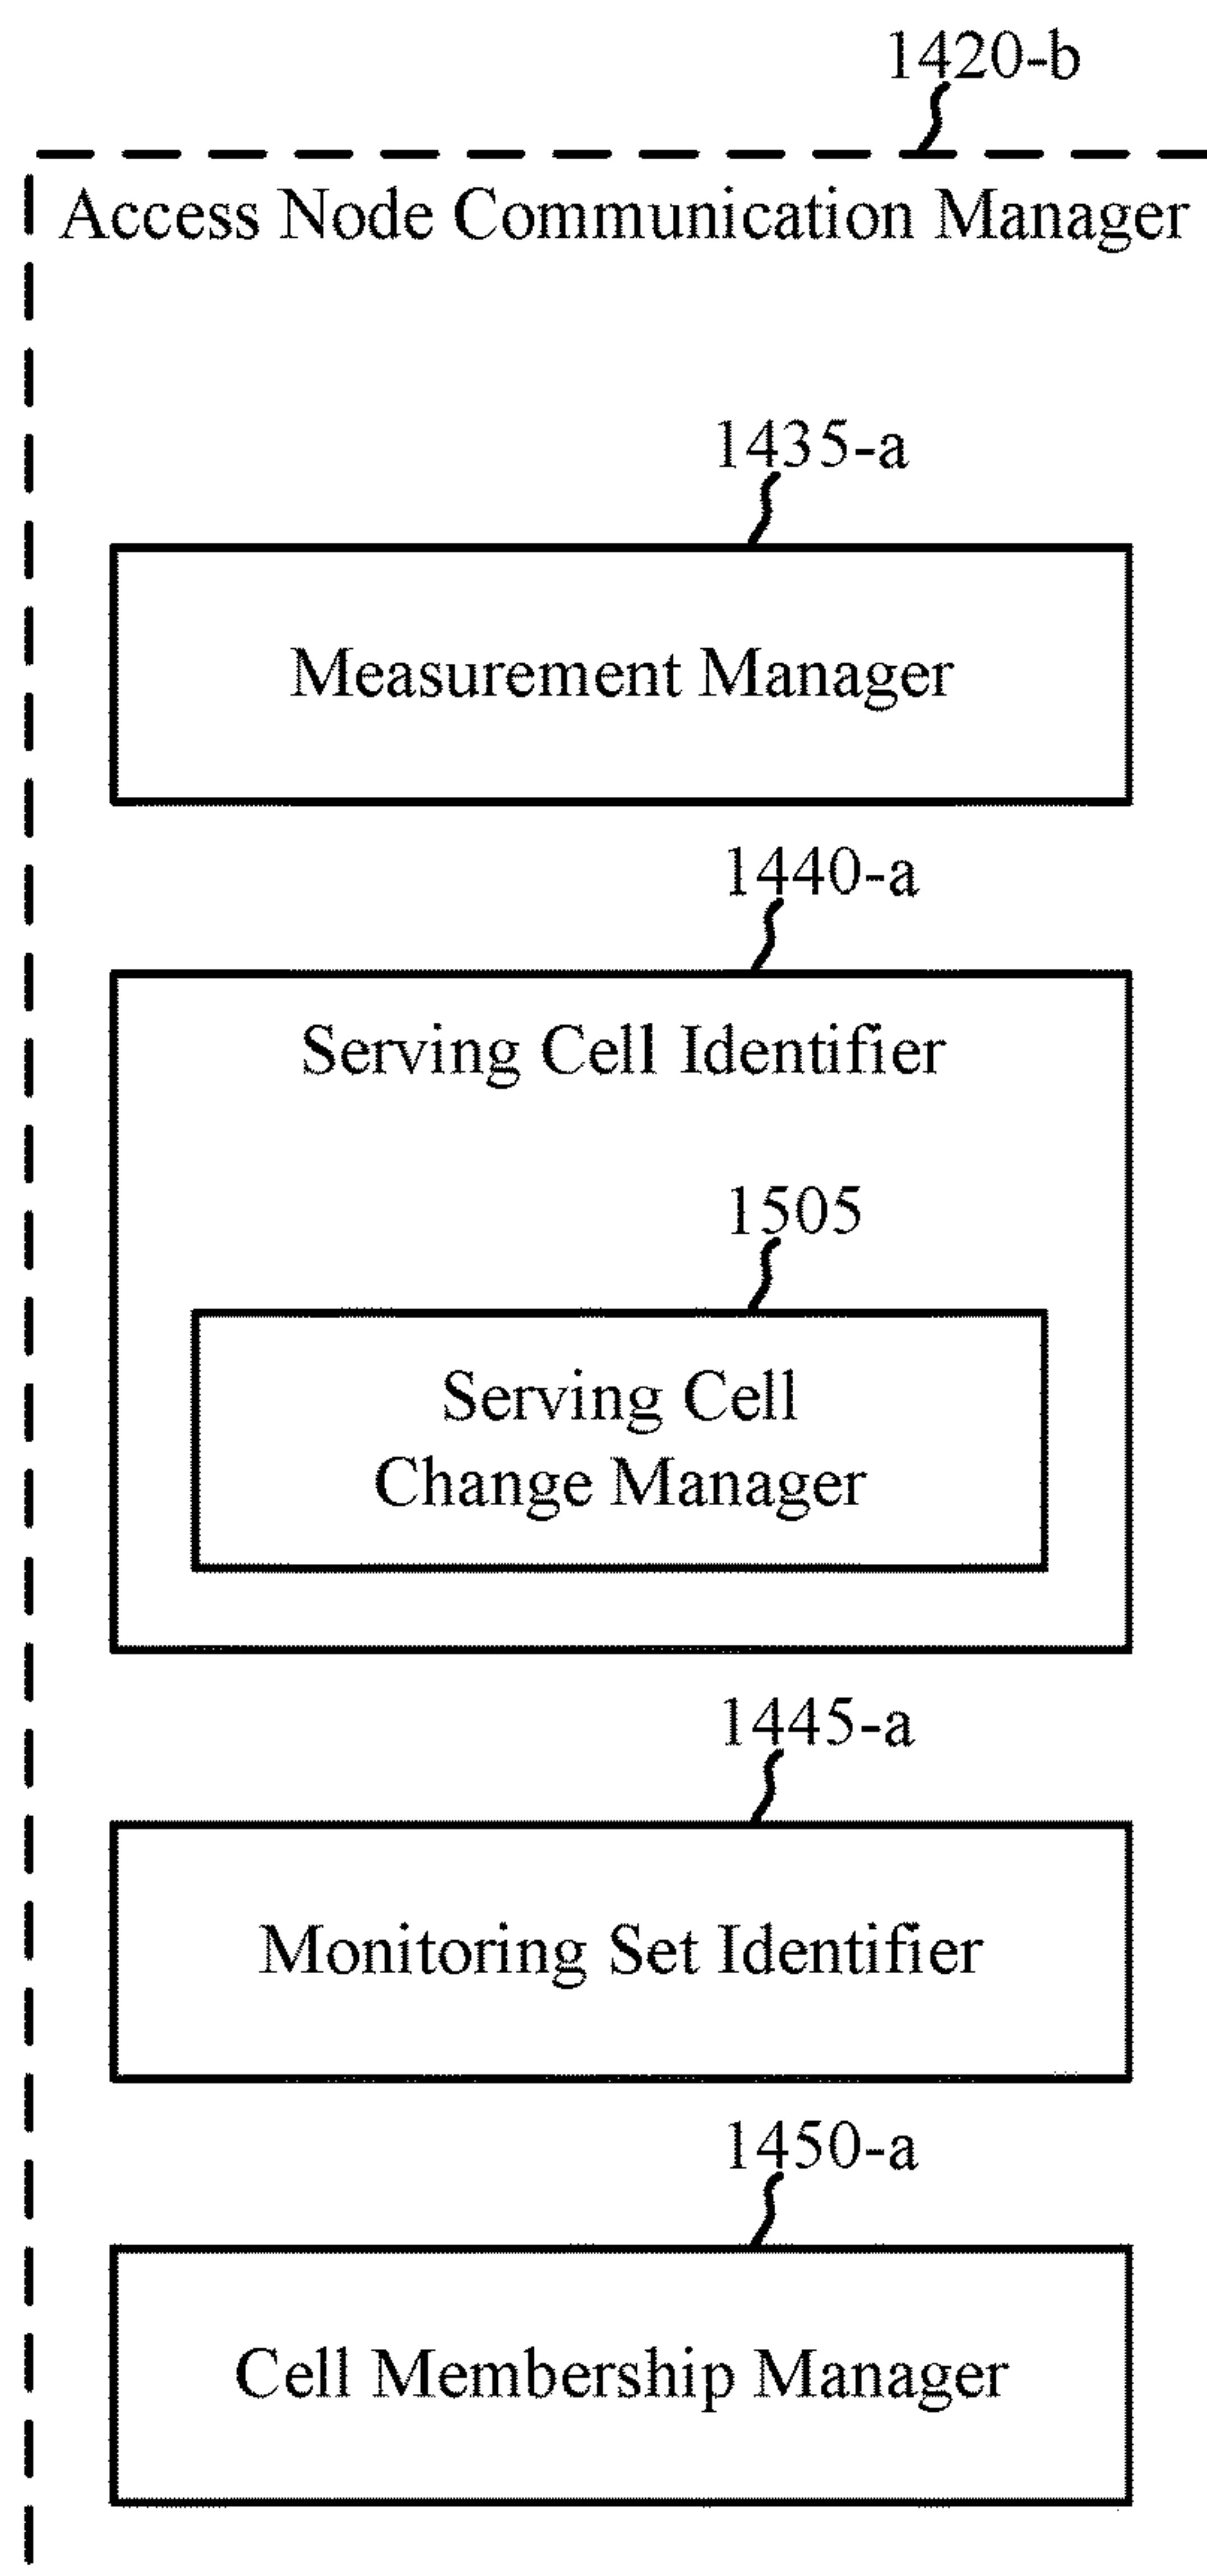 1420-b
Access Node Communication Manager
1435-a
Measurement Manager
1440-a
Serving Cell Identifier
1505
Serving Cell
Change Manager
1445-a
Monitoring Set Identifier
1450-a
Cell Membership Manager